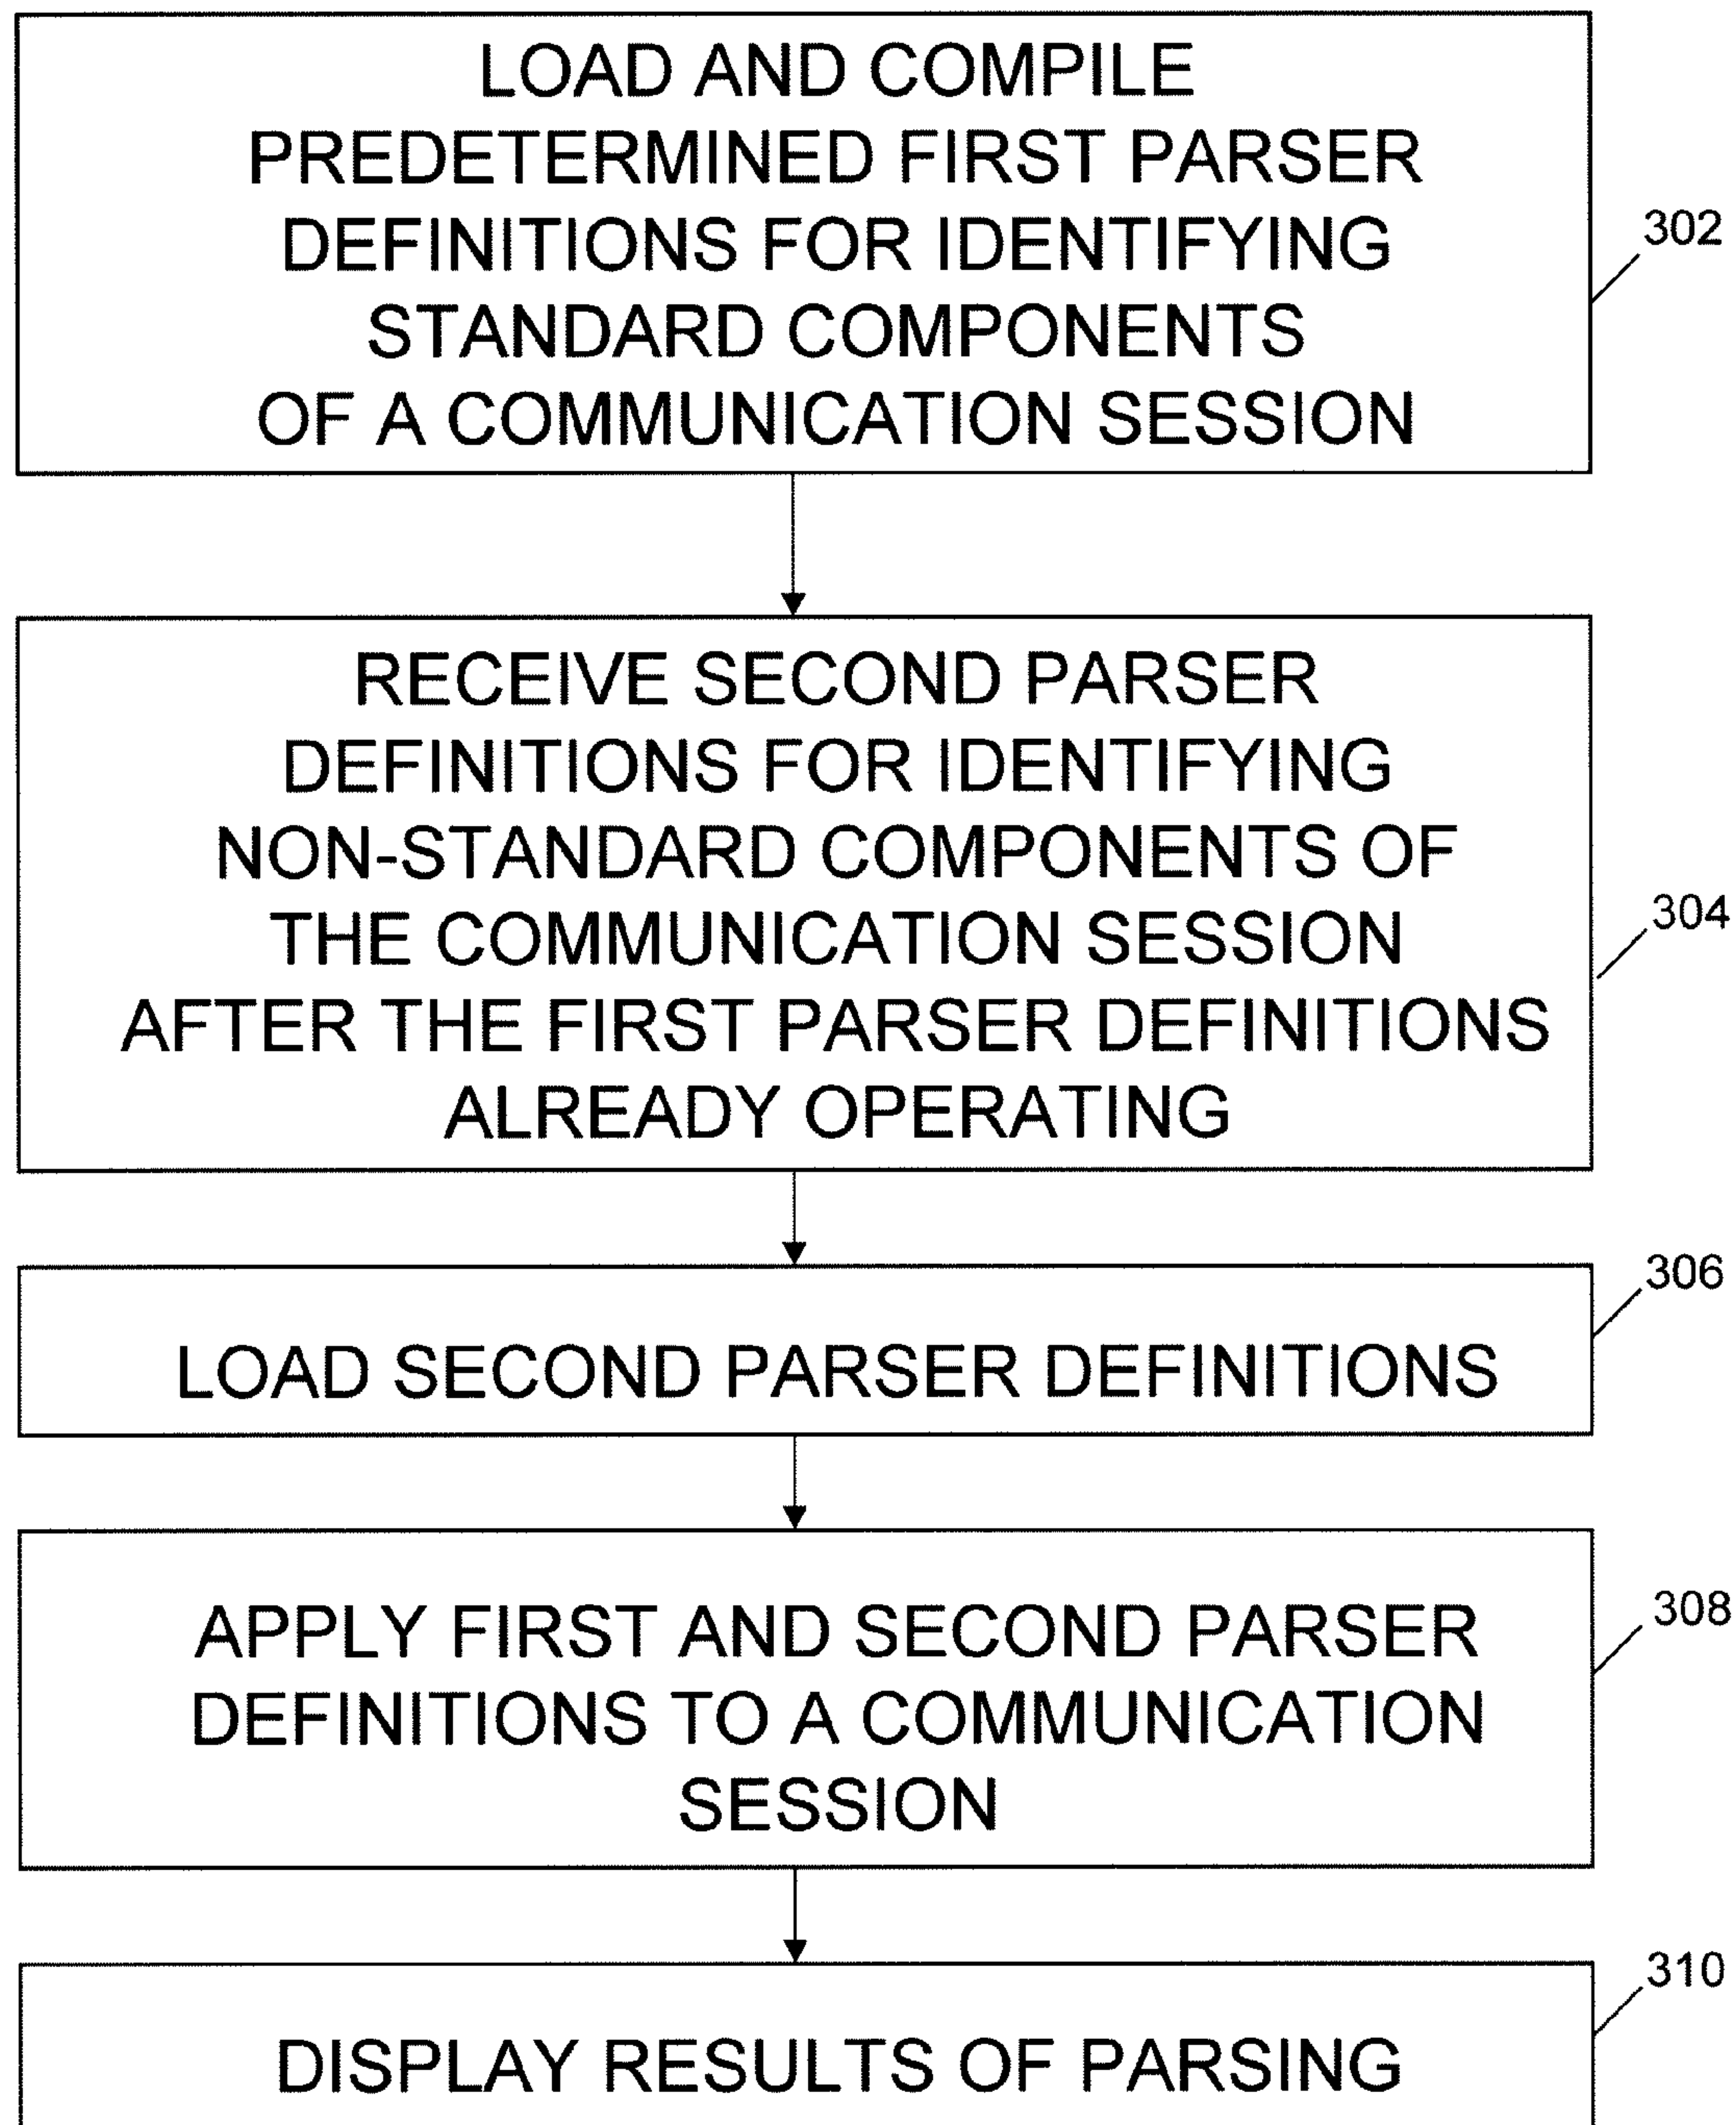 LOAD AND COMPILE
PREDETERMINED FIRST PARSER
DEFINITIONS FOR IDENTIFYING
STANDARD COMPONENTS
OF A COMMUNICATION SESSION
302
RECEIVE SECOND PARSER
DEFINITIONS FOR IDENTIFYING
NON-STANDARD COMPONENTS OF
THE COMMUNICATION SESSION
AFTER THE FIRST PARSER DEFINITIONS
ALREADY OPERATING
304
LOAD SECOND PARSER DEFINITIONS
306
APPLY FIRST AND SECOND PARSER
DEFINITIONS TO A COMMUNICATION
SESSION
308
DISPLAY RESULTS OF PARSING
310